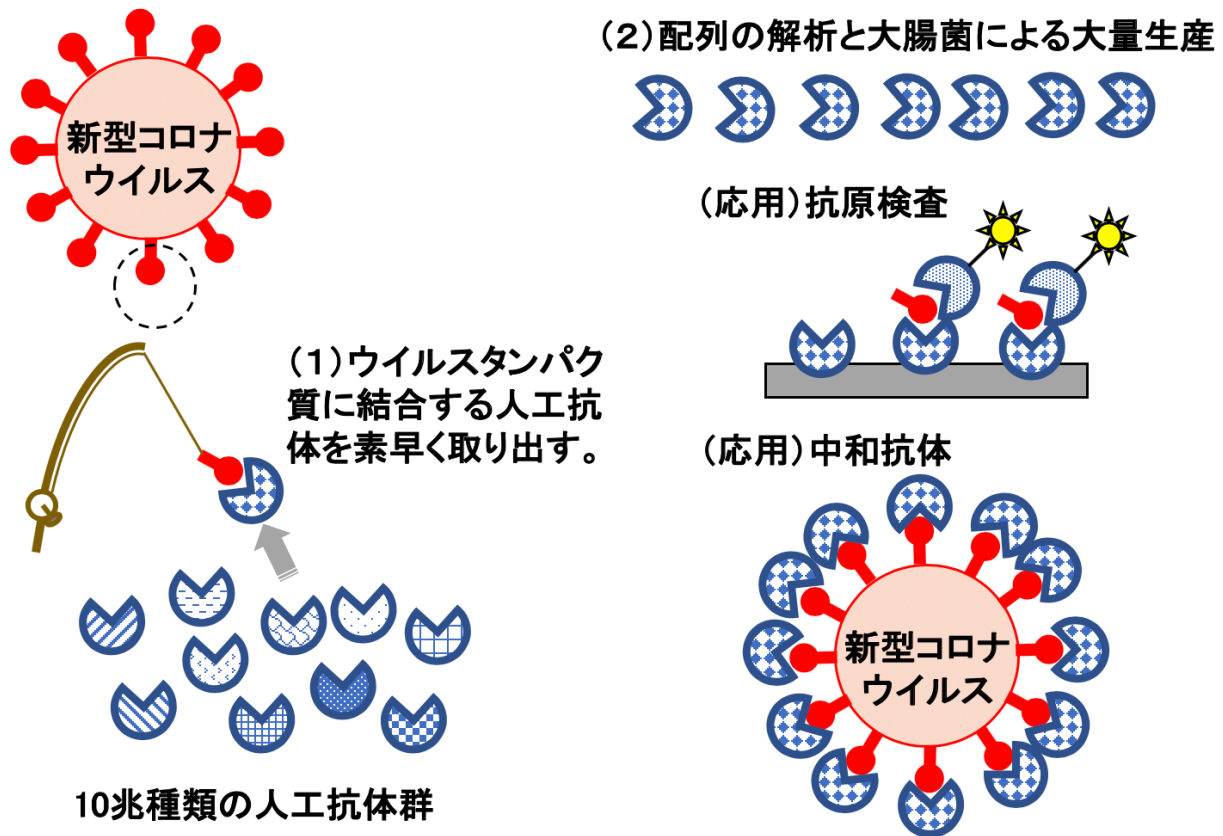 新型コロナ
ウイルス
(1)ウイルスタンパク
質に結合する人工抗
体を素早く取り出す。
10兆種類の人工抗体群
(2)配列の解析と大腸菌による大量生産
(応用)抗原検査
(応用)中和抗体
新型コロナ
ウイルス